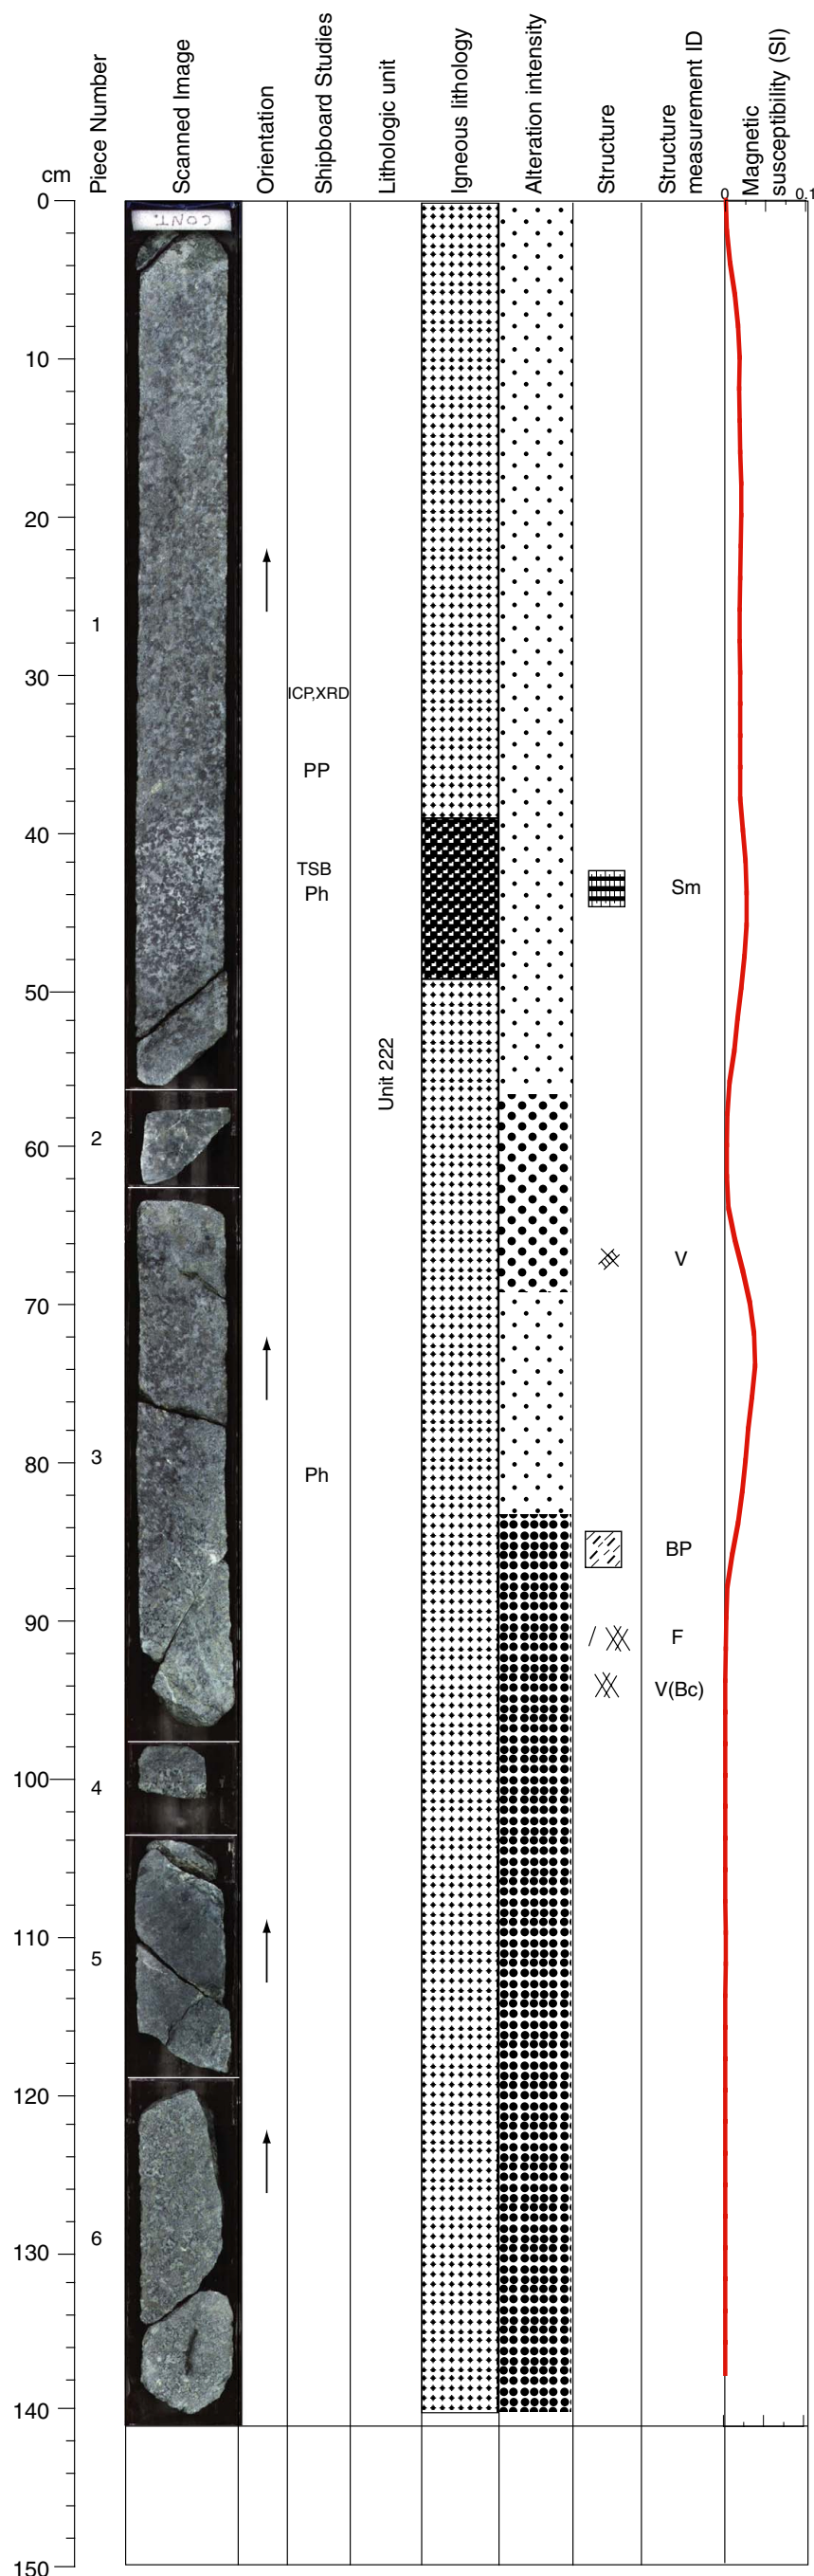 cm
Piece Number
Scanned Image
Orientation
Shipboard Studies
Lithologic unit
Igneous lithology
Alteration intensity
Structure
Structure
measurement ID
Magnetic
susceptibility (SI)
0
0.1
0
CONT.
10
20
1
30
ICP,XRD
PP
40
TSB
Ph
Sm
50
Unit 222
60
2
V
70
80
3
Ph
BP
90
F
V(Bc)
100
4
110
5
120
130
6
140
150